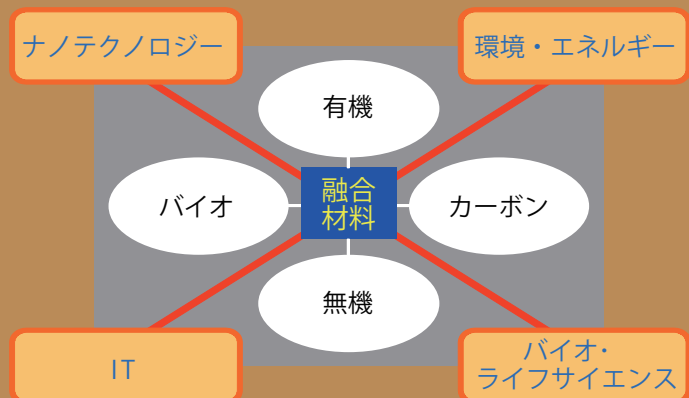 ナノテクノロジー
環境・エネルギー
有機
バイオ
融合
材料
カーボン
無機
IT
バイオ・
ライフサイエンス